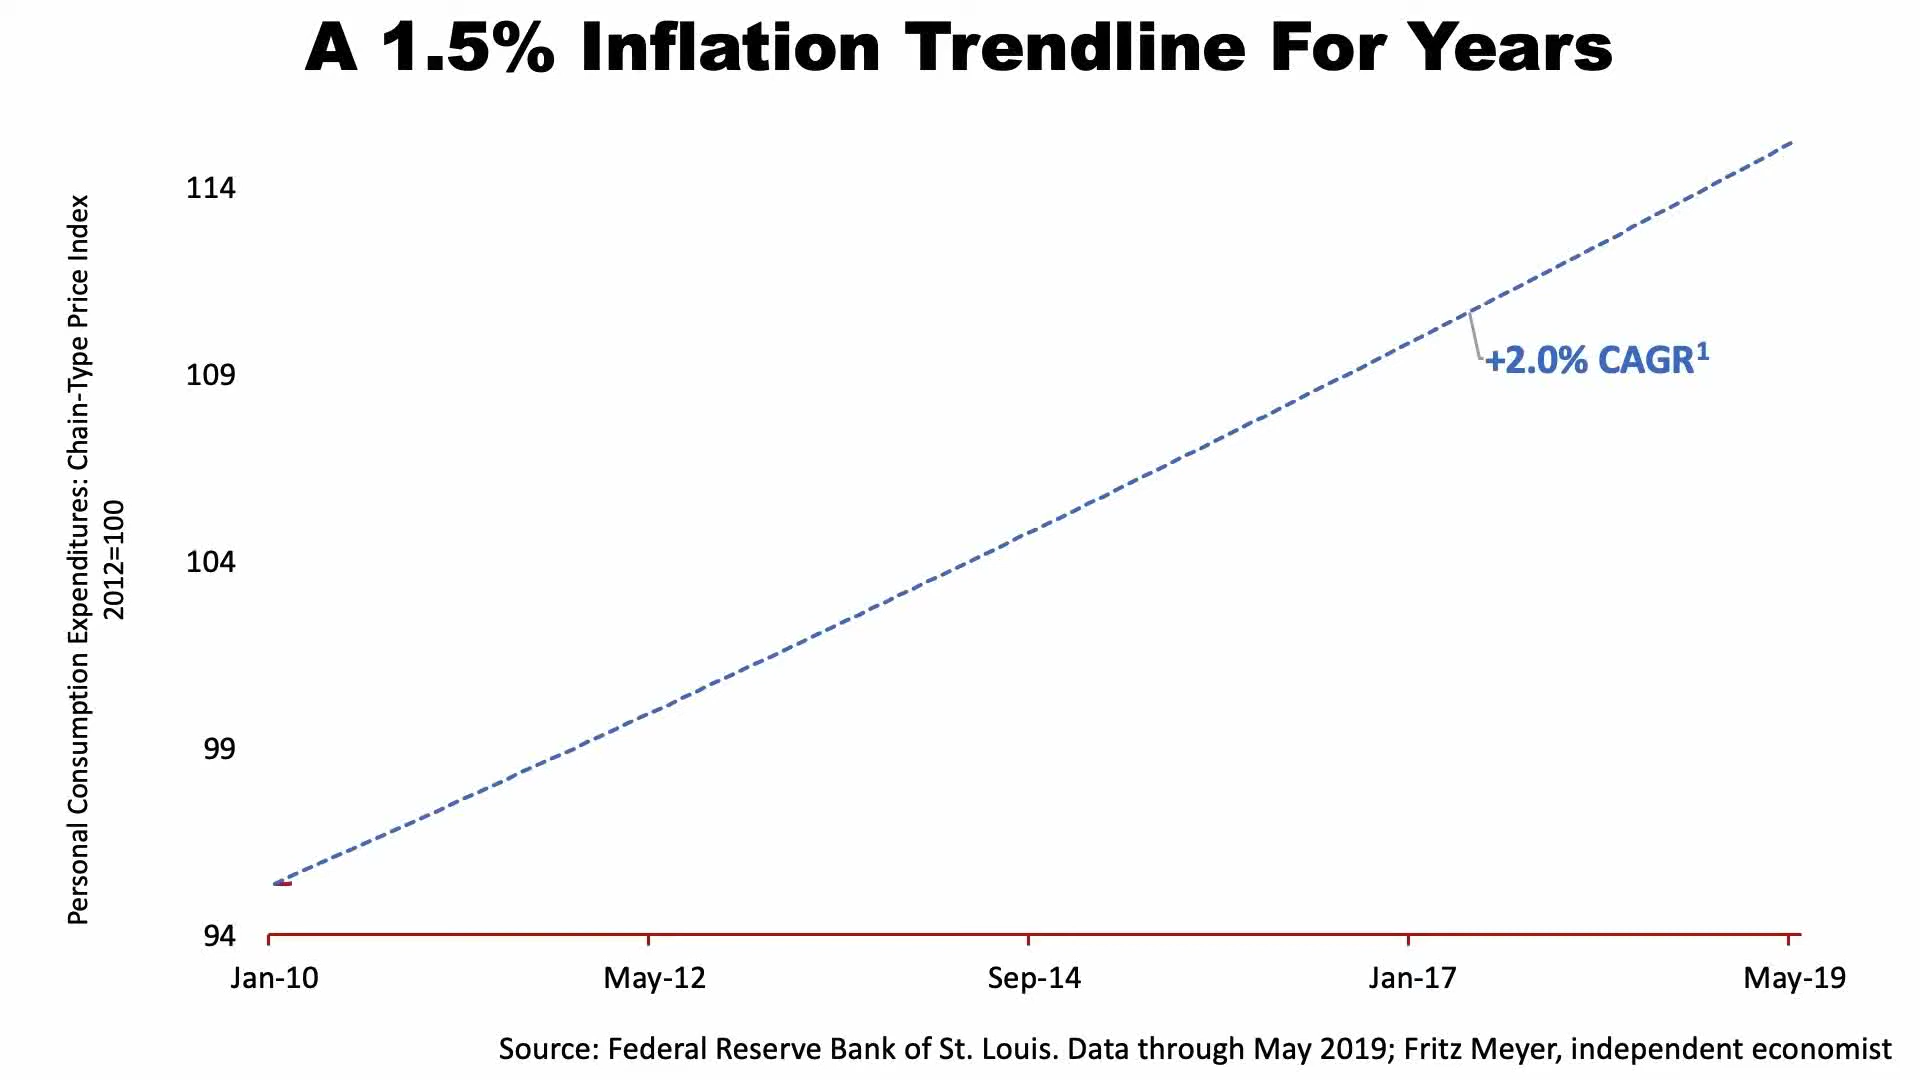 A 1.5% Inflation Trendline For Years
Personal Consumption Expenditures: Chain-Type Price Index
2012=100
114
109
104
99
94
+2.0% CAGR¹
Jan-10 May-12 Sep-14 Jan-17 May-19
Source: Federal Reserve Bank of St. Louis. Data through May 2019; Fritz Meyer, independent economist